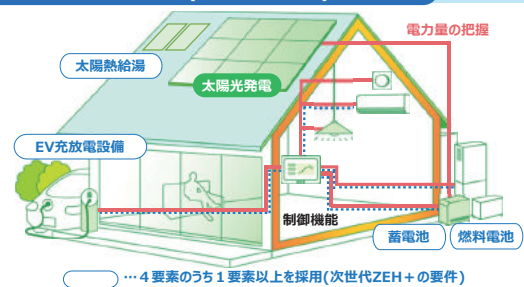 電力量の把握
太陽熱給湯
太陽光発電
EV充放電設備
制御機能
蓄電池
燃料電池
…４要素のうち１要素以上を採用(次世代ZEH＋の要件)